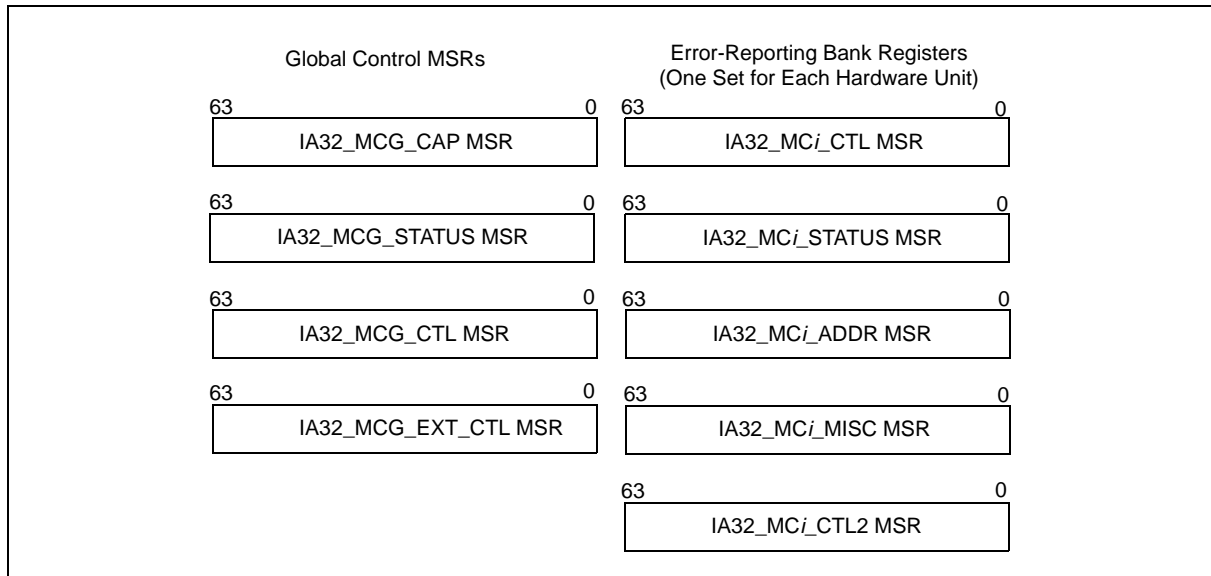 Global Control MSRs
63 0
IA32_MCG_CAP MSR
63 0
IA32_MCG_STATUS MSR
63 0
IA32_MCG_CTL MSR
63 0
IA32_MCG_EXT_CTL MSR
Error-Reporting Bank Registers
(One Set for Each Hardware Unit)
63 0
IA32_MCi_CTL MSR
63 0
IA32_MCi_STATUS MSR
63 0
IA32_MCi_ADDR MSR
63 0
IA32_MCi_MISC MSR
63 0
IA32_MCi_CTL2 MSR